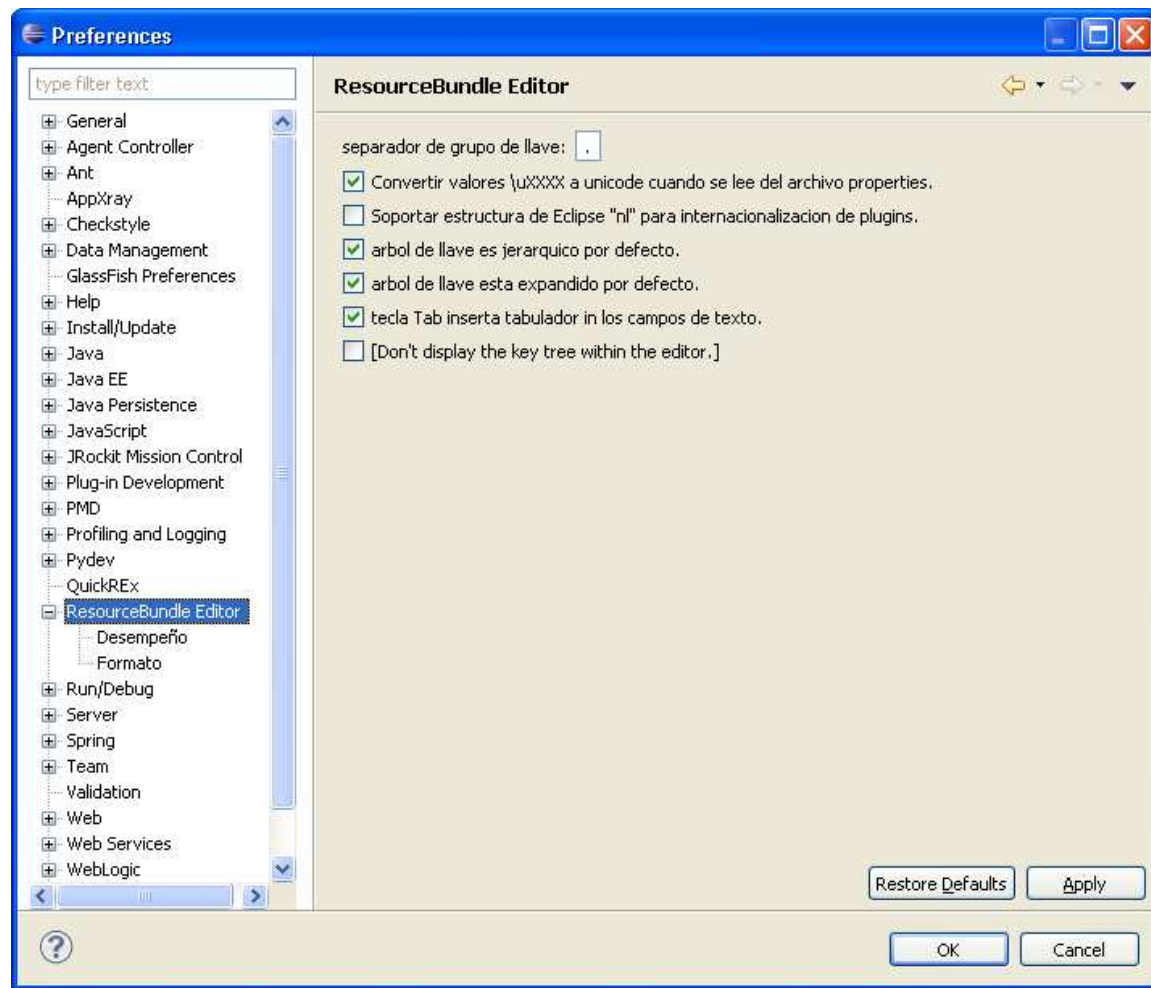 Preferences
type filter text
General
Agent Controller
Ant
AppXray
Checkstyle
Data Management
GlassFish Preferences
Help
Install/Update
Java
Java EE
Java Persistence
JavaScript
JRockit Mission Control
Plug-in Development
PMD
Profiling and Logging
Pydev
QuickREx
ResourceBundle Editor
Desempeño
Formato
Run/Debug
Server
Spring
Team
Validation
Web
Web Services
WebLogic
ResourceBundle Editor
separador de grupo de llave: .
Convertir valores \uXXXX a unicode cuando se lee del archivo properties.
Soportar estructura de Eclipse "nl" para internacionalizacion de plugins.
arbol de llave es jerarquico por defecto.
arbol de llave esta expandido por defecto.
tecla Tab inserta tabulador in los campos de texto.
[Don't display the key tree within the editor.]
Restore Defaults Apply
? OK Cancel